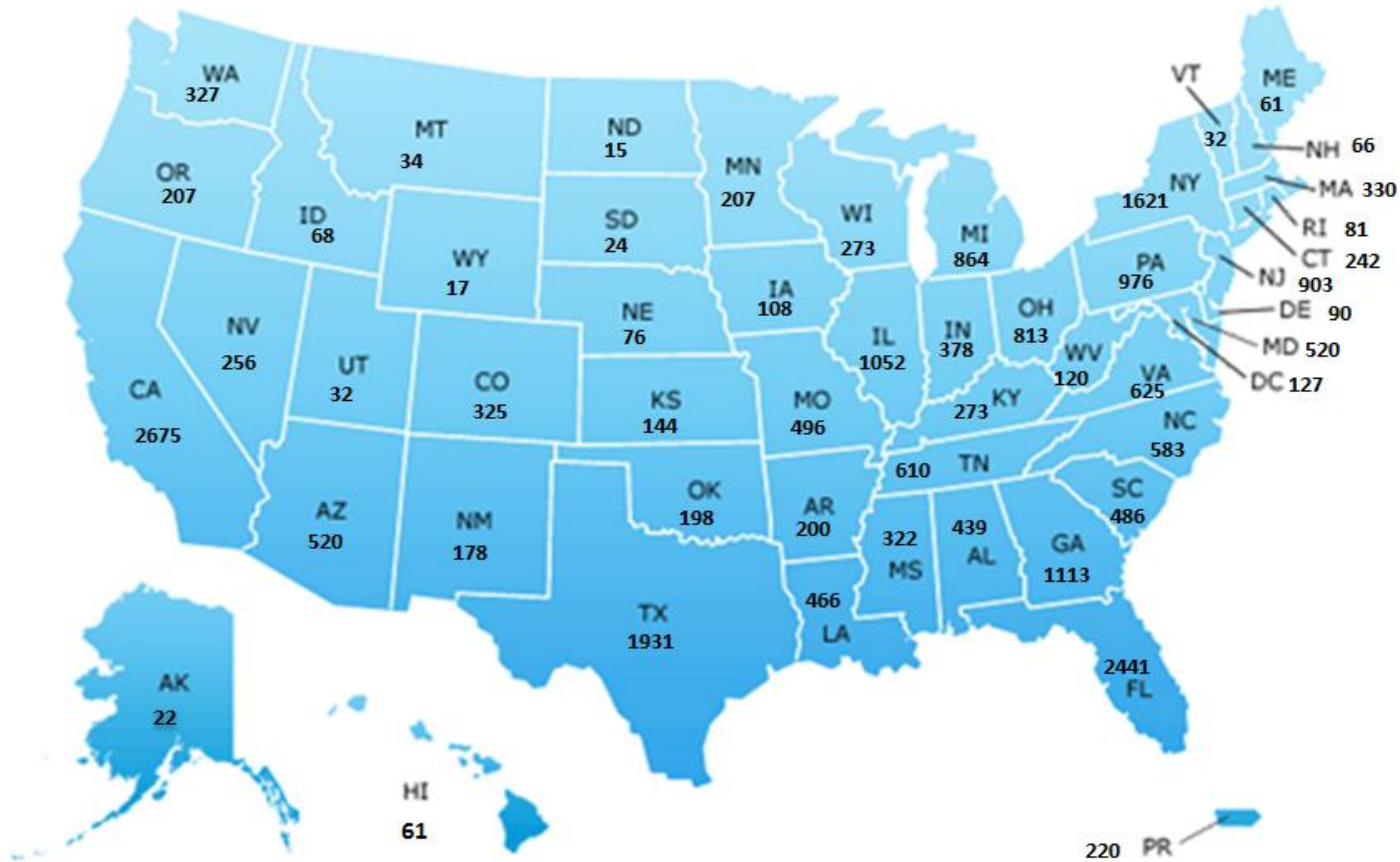 WA
327
OR
207
CA
2675
ID
68
NV
256
MT
34
WY
17
UT
32
CO
325
AZ
520
NM
178
ND
15
SD
24
NE
76
KS
144
OK
198
TX
1931
MN
207
IA
108
MO
496
AR
200
466
LA
WI
273
IL
1052
MI
864
IN
378
OH
813
273 KY
610 TN
322
MS
439
AL
GA
1113
2441
FL
SC
486
NC
583
VA
625
WV
120
PA
976
1621 NY
VT
32
ME
61
NH 66
MA 330
RI 81
CT 242
NJ 903
DE 90
MD 520
DC 127
AK
22
HI
61
220 PR